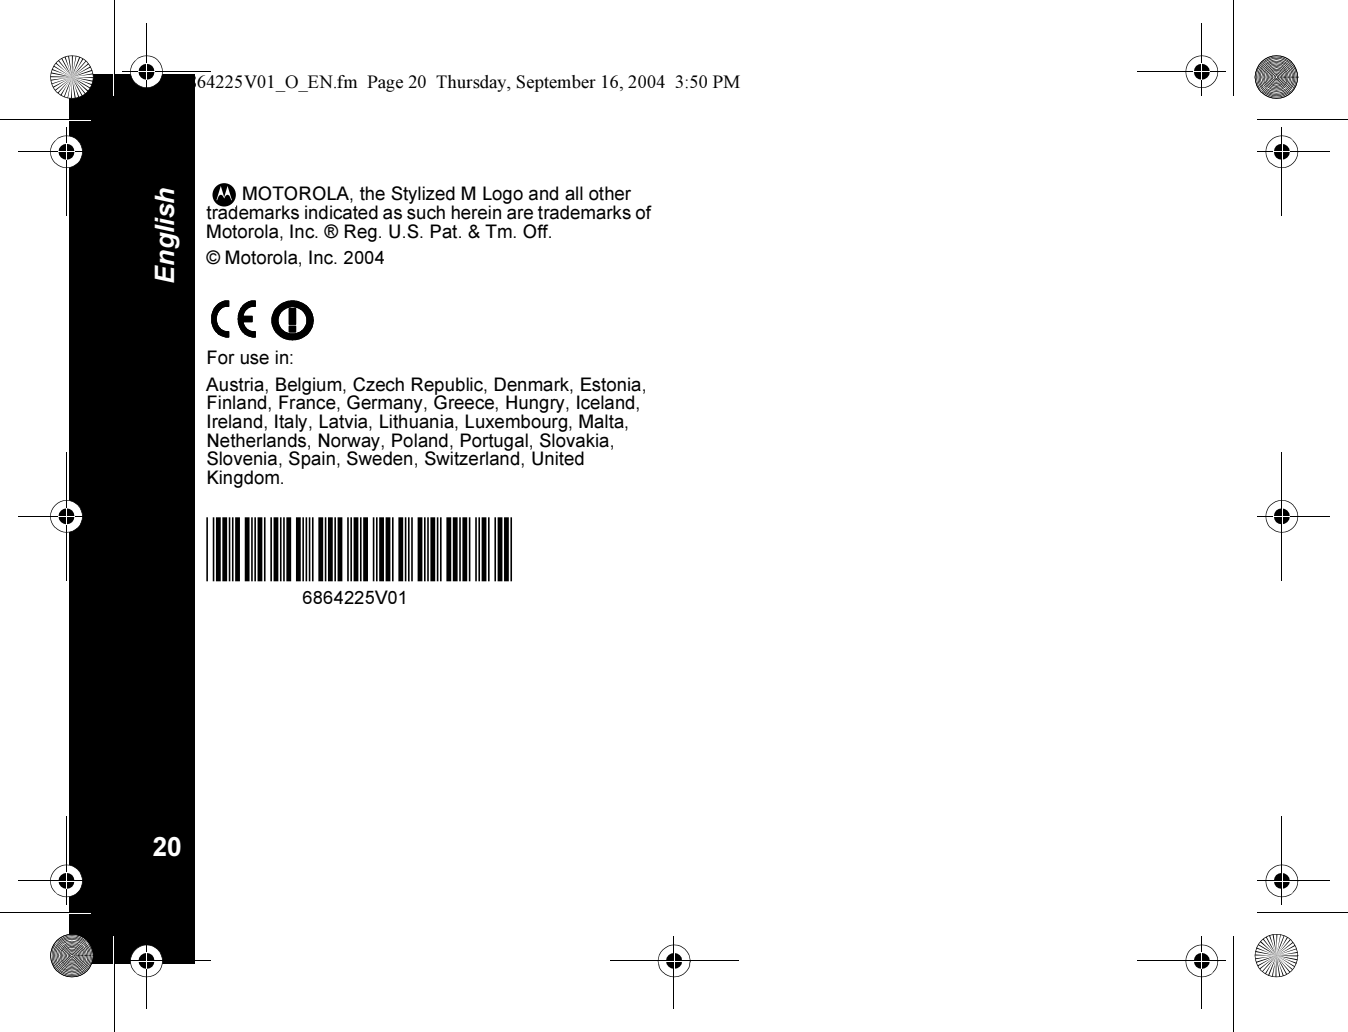 64225V01_O_EN.fm Page 20 Thursday, September 16, 2004 3:50 PM
English
MOTOROLA, the Stylized M Logo and all other
trademarks indicated as such herein are trademarks of
Motorola, Inc. ® Reg. U.S. Pat. & Tm. Off.
© Motorola, Inc. 2004
CE
For use in:
Austria, Belgium, Czech Republic, Denmark, Estonia,
Finland, France, Germany, Greece, Hungry, Iceland,
Ireland, Italy, Latvia, Lithuania, Luxembourg, Malta,
Netherlands, Norway, Poland, Portugal, Slovakia,
Slovenia, Spain, Sweden, Switzerland, United
Kingdom.
6864225V01
20